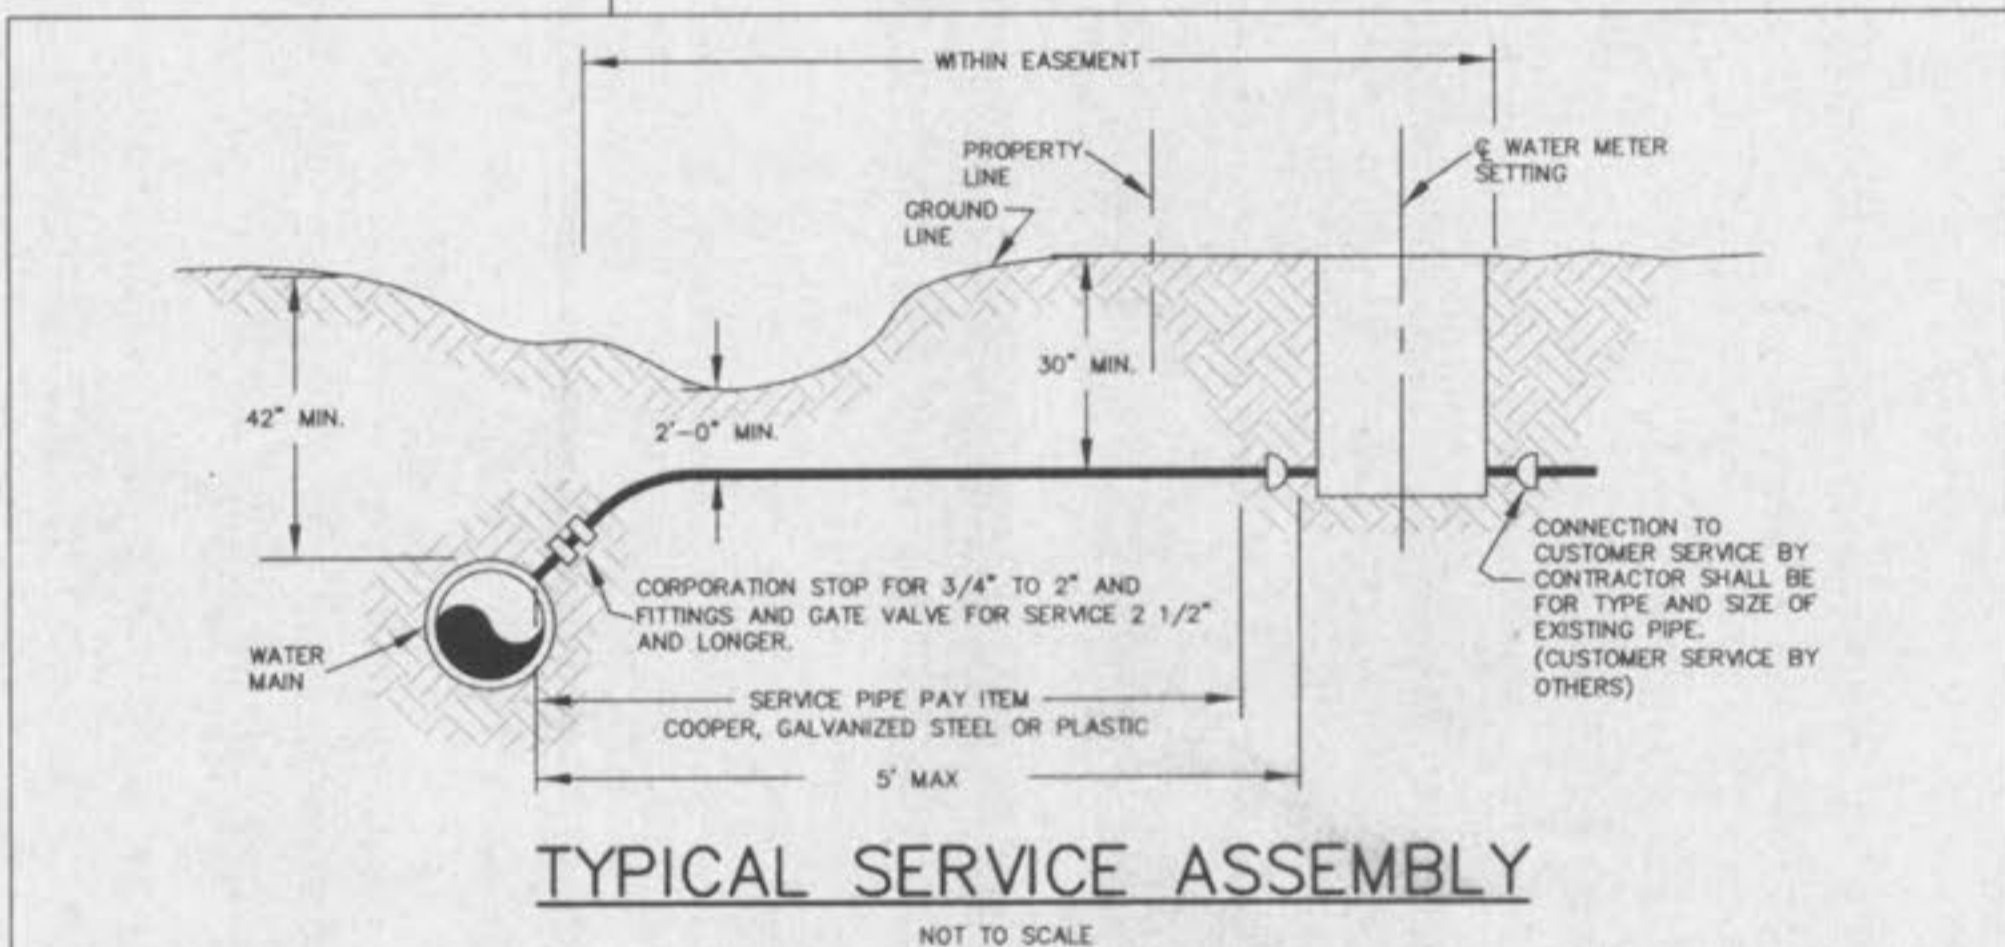 WITHIN EASEMENT
PROPERTY
LINE
℄ WATER METER
SETTING
GROUND
LINE
42" MIN.
2'-0" MIN.
30" MIN.
CORPORATION STOP FOR 3/4" TO 2" AND
FITTINGS AND GATE VALVE FOR SERVICE 2 1/2"
AND LONGER.
CONNECTION TO
CUSTOMER SERVICE BY
CONTRACTOR SHALL BE
FOR TYPE AND SIZE OF
EXISTING PIPE.
(CUSTOMER SERVICE BY
OTHERS)
WATER
MAIN
SERVICE PIPE PAY ITEM
COOPER, GALVANIZED STEEL OR PLASTIC
5' MAX
TYPICAL SERVICE ASSEMBLY
NOT TO SCALE